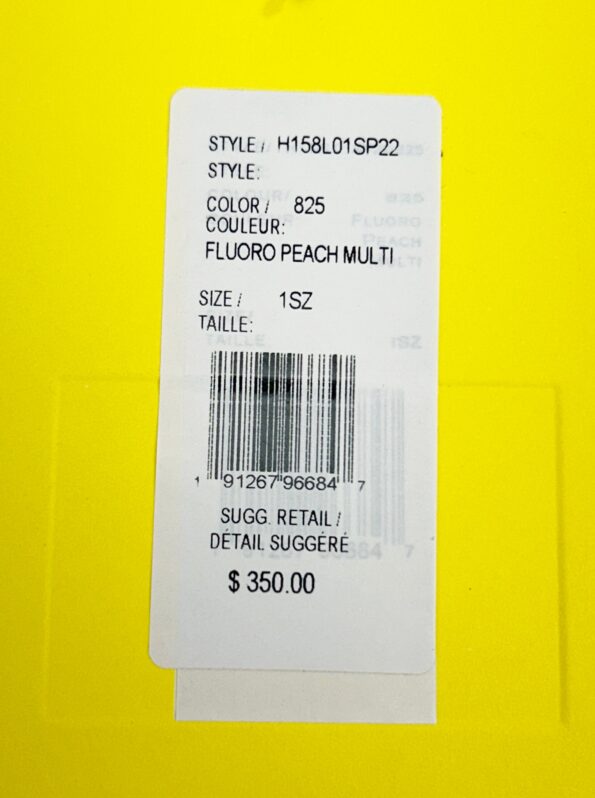 STYLE / H158L01SP22
STYLE:
COLOR / 825
COULEUR:
FLUORO PEACH MULTI
SIZE / 1SZ
TAILLE:
1 91267 96684 7
SUGG. RETAIL /
DÉTAIL SUGGÉRÉ
$ 350.00